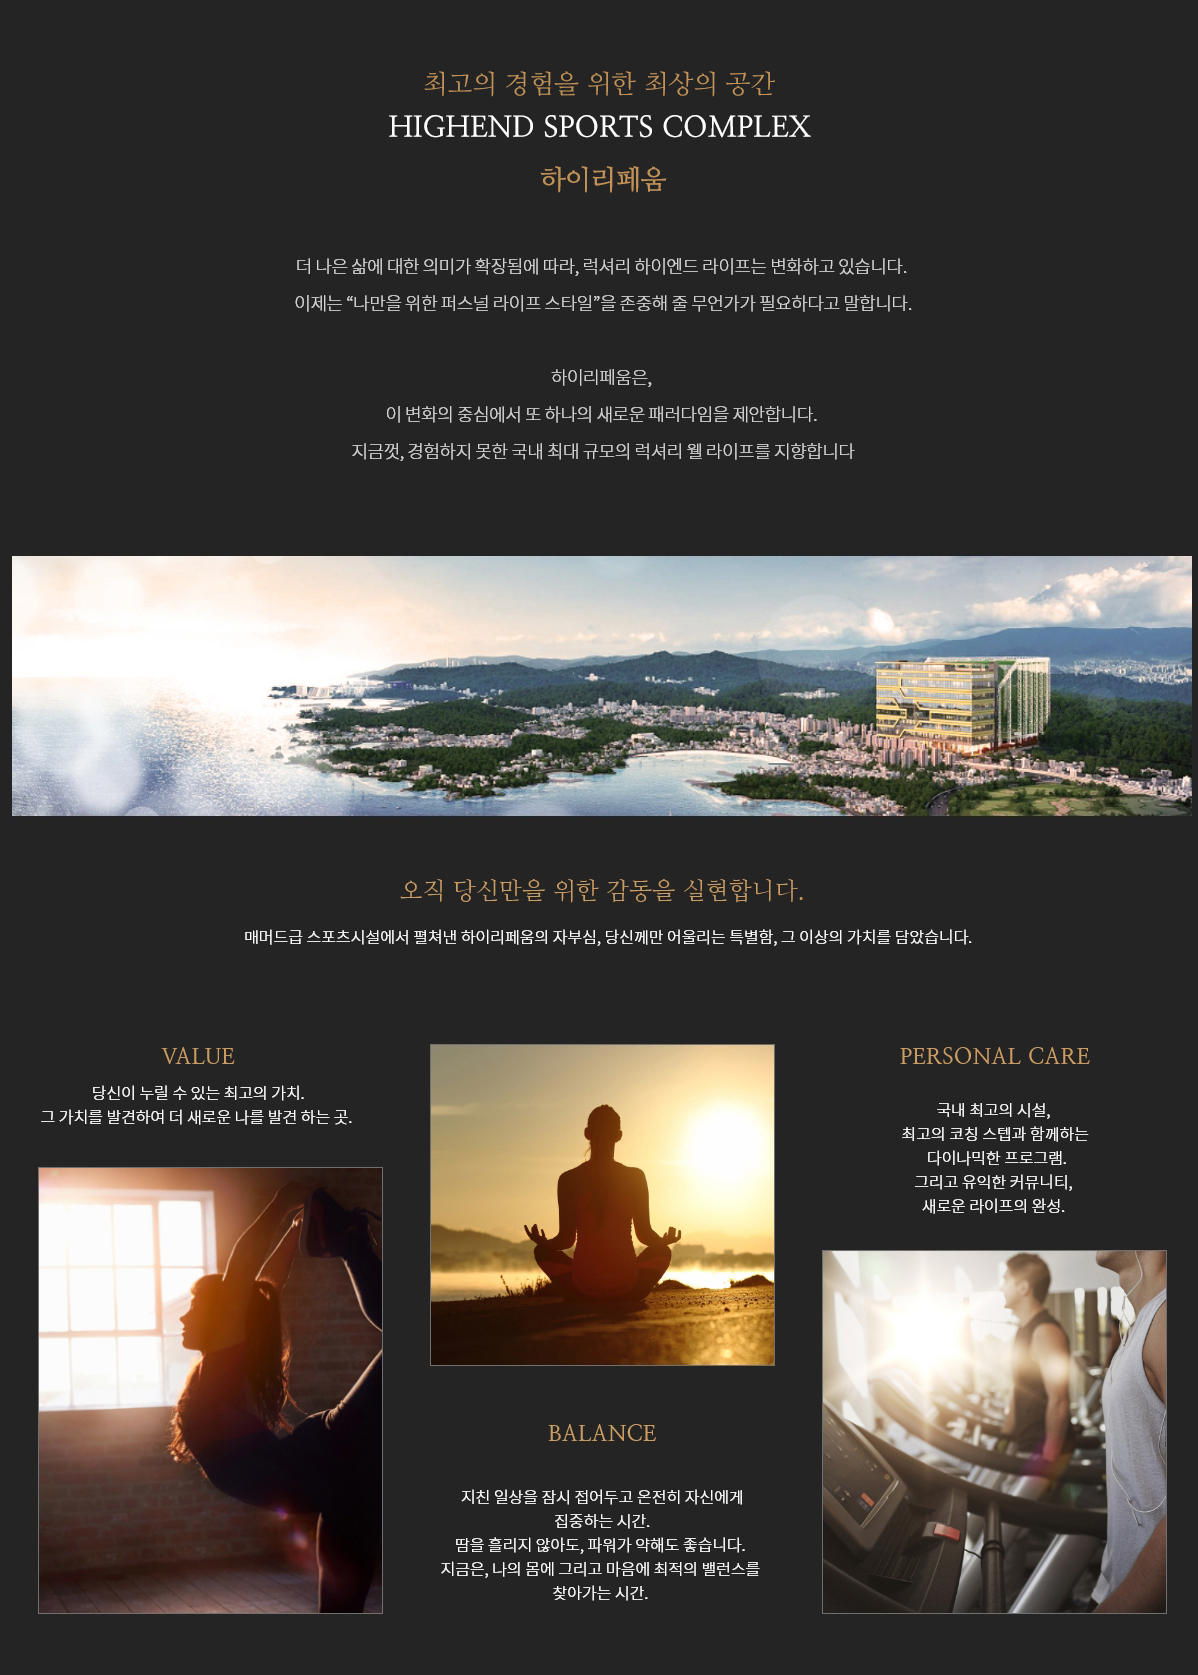 최고의 경험을 위한 최상의 공간
HIGHEND SPORTS COMPLEX
하이리페움
더 나은 삶에 대한 의미가 확장됨에 따라, 럭셔리 하이엔드 라이프는 변화하고 있습니다.
이제는 “나만을 위한 퍼스널 라이프 스타일”을 존중해 줄 무언가가 필요하다고 말합니다.
하이리페움은,
이 변화의 중심에서 또 하나의 새로운 패러다임을 제안합니다.
지금껏, 경험하지 못한 국내 최대 규모의 럭셔리 웰 라이프를 지향합니다
오직 당신만을 위한 감동을 실현합니다.
매머드급 스포츠시설에서 펼쳐낸 하이리페움의 자부심, 당신께만 어울리는 특별함, 그 이상의 가치를 담았습니다.
VALUE
당신이 누릴 수 있는 최고의 가치.
그 가치를 발견하여 더 새로운 나를 발견 하는 곳.
BALANCE
지친 일상을 잠시 접어두고 온전히 자신에게
집중하는 시간.
땀을 흘리지 않아도, 파워가 약해도 좋습니다.
지금은, 나의 몸에 그리고 마음에 최적의 밸런스를
찾아가는 시간.
PERSONAL CARE
국내 최고의 시설,
최고의 코칭 스텝과 함께하는
다이나믹한 프로그램.
그리고 유익한 커뮤니티,
새로운 라이프의 완성.